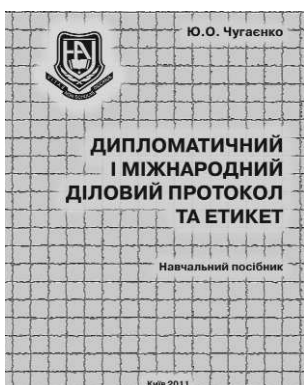 Ю.О. Чугаєнко
ДИПЛОМАТИЧНИЙ
І МІЖНАРОДНИЙ
ДІЛОВИЙ ПРОТОКОЛ
ТА ЕТИКЕТ
Навчальний посібник
Київ 2011